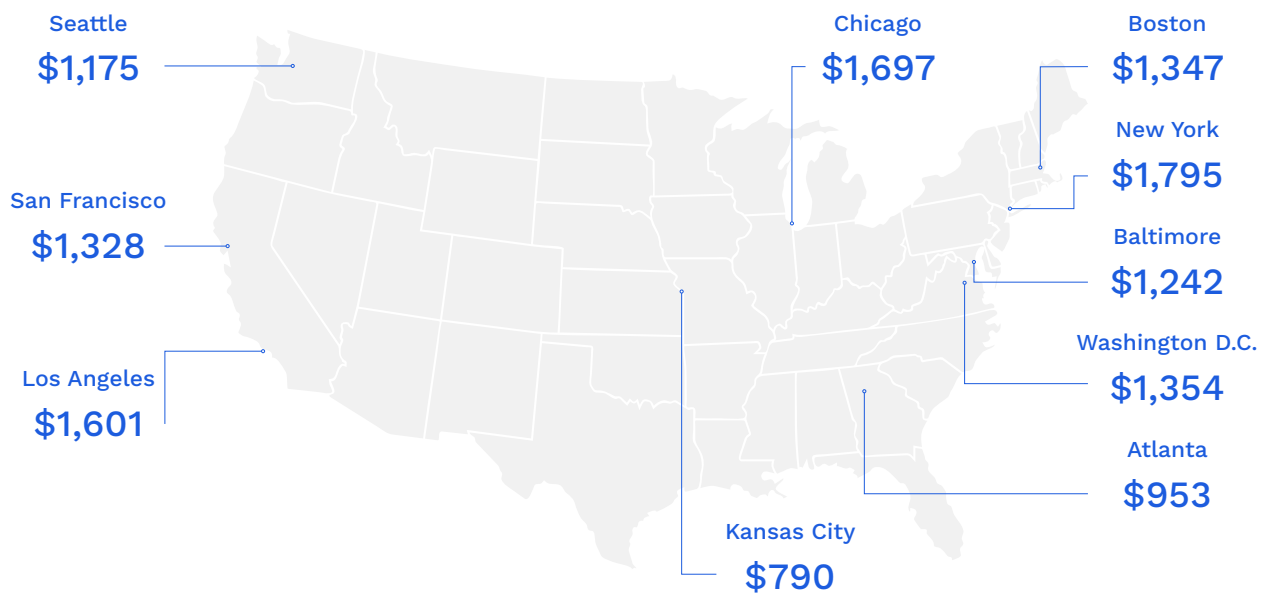 Seattle
$1,175
San Francisco
$1,328
Los Angeles
$1,601
Chicago
$1,697
Kansas City
$790
Boston
$1,347
New York
$1,795
Baltimore
$1,242
Washington D.C.
$1,354
Atlanta
$953